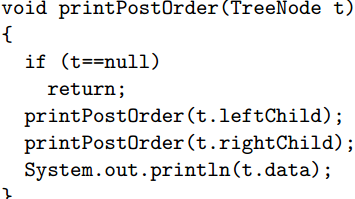 void printPostOrder(TreeNode t)
{
  if (t==null)
    return;
  printPostOrder(t.leftChild);
  printPostOrder(t.rightChild);
  System.out.println(t.data);
}